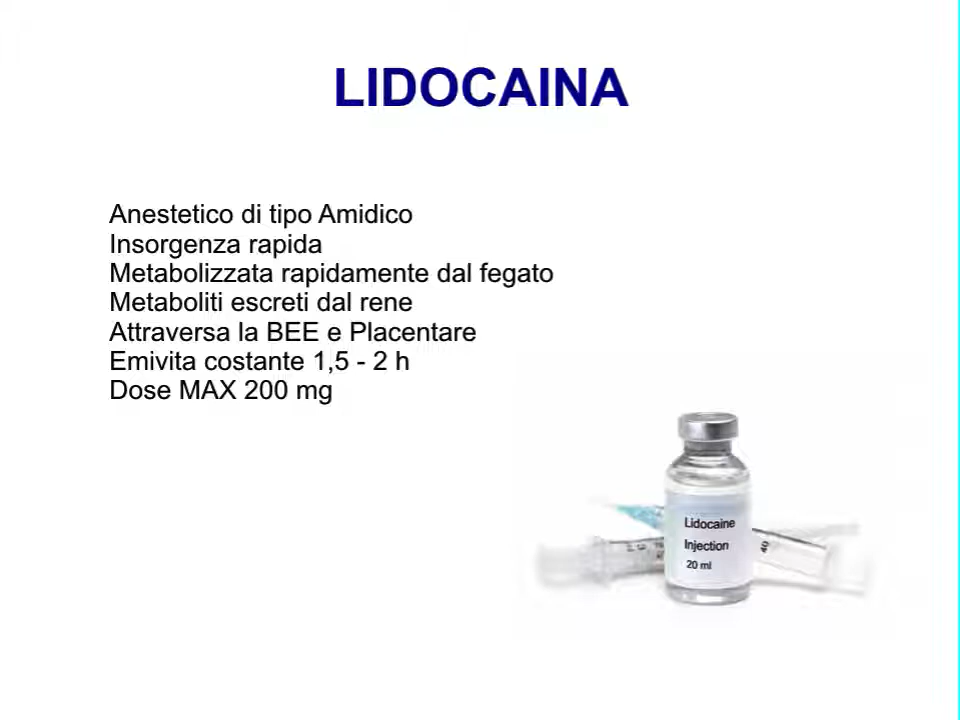 LIDOCAINA
Anestetico di tipo Amidico
Insorgenza rapida
Metabolizzata rapidamente dal fegato
Metaboliti escreti dal rene
Attraversa la BEE e Placentare
Emivita costante 1,5 - 2 h
Dose MAX 200 mg
Lidocaine
Injection
20 ml
40